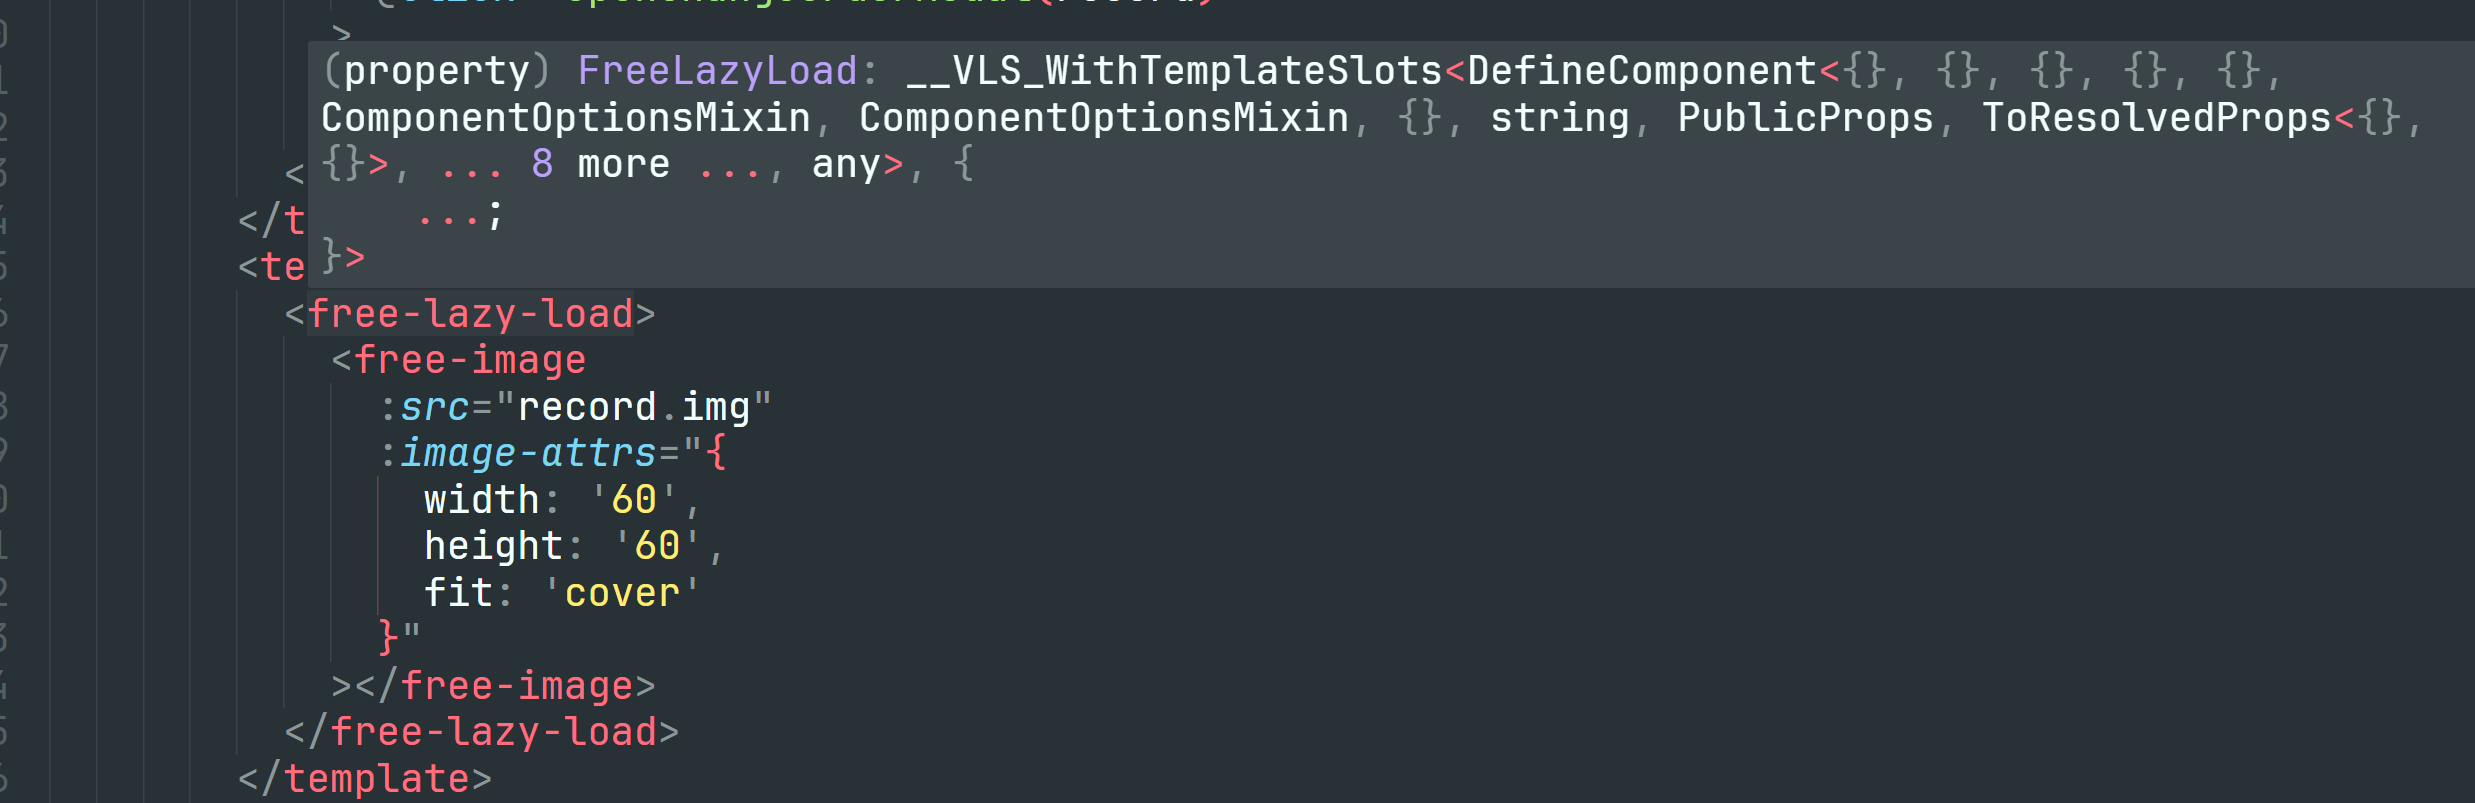 >
(property) FreeLazyLoad: __VLS_WithTemplateSlots<DefineComponent<{}, {}, {}, {}, {},
ComponentOptionsMixin, ComponentOptionsMixin, {}, string, PublicProps, ToResolvedProps<{},
{}>, ... 8 more ..., any>, {
...;
}>
<
</t
<te
<free-lazy-load>
<free-image
:src="record.img"
:image-attrs="{
width: '60',
height: '60',
fit: 'cover'
}"
></free-image>
</free-lazy-load>
</template>